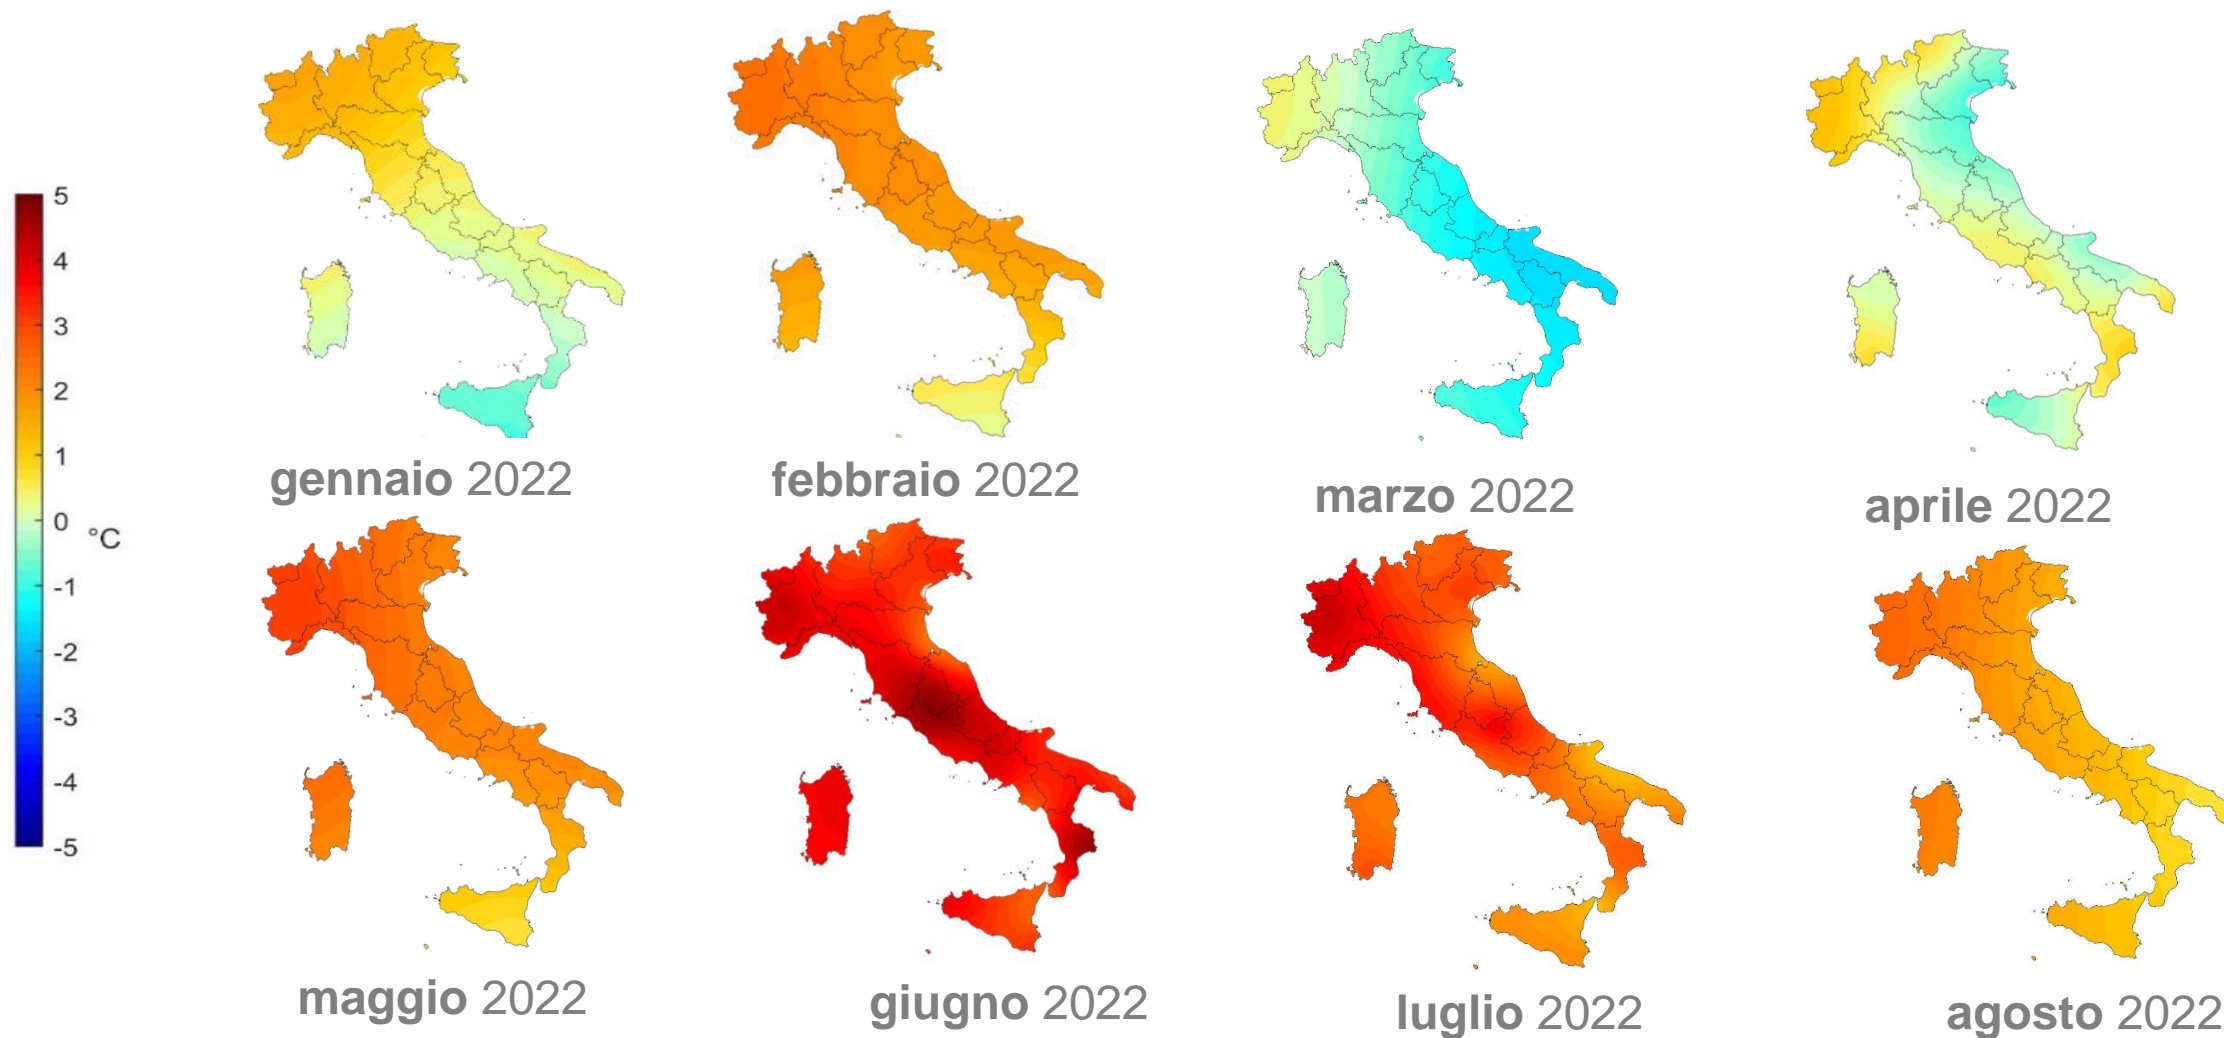 gennaio 2022
febbraio 2022
marzo 2022
aprile 2022
5
4
3
2
1
0
-1
-2
-3
-4
-5
°C
maggio 2022
giugno 2022
luglio 2022
agosto 2022